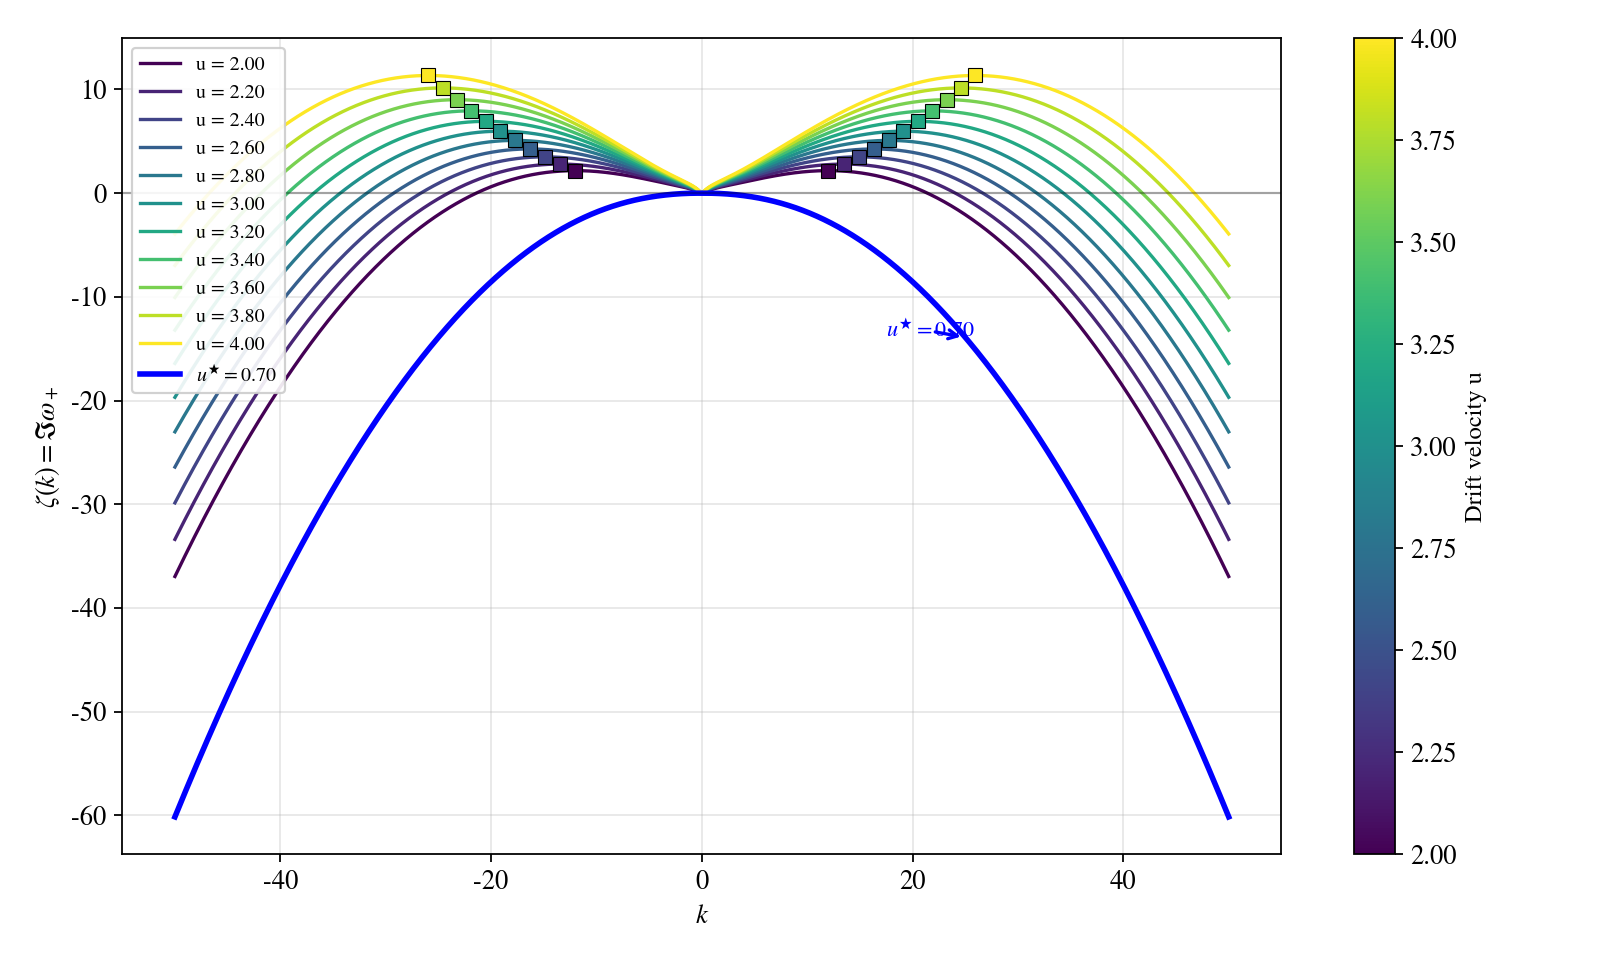 u = 2.00
u = 2.20
u = 2.40
u = 2.60
u = 2.80
u = 3.00
u = 3.20
u = 3.40
u = 3.60
u = 3.80
u = 4.00
u★ = 0.70
10
0
-10
-20
-30
-40
-50
-60
ζ(k) = ℑω₊
u★ = 0.70
-40
-20
0
20
40
k
4.00
3.75
3.50
3.25
3.00
2.75
2.50
2.25
2.00
Drift velocity u